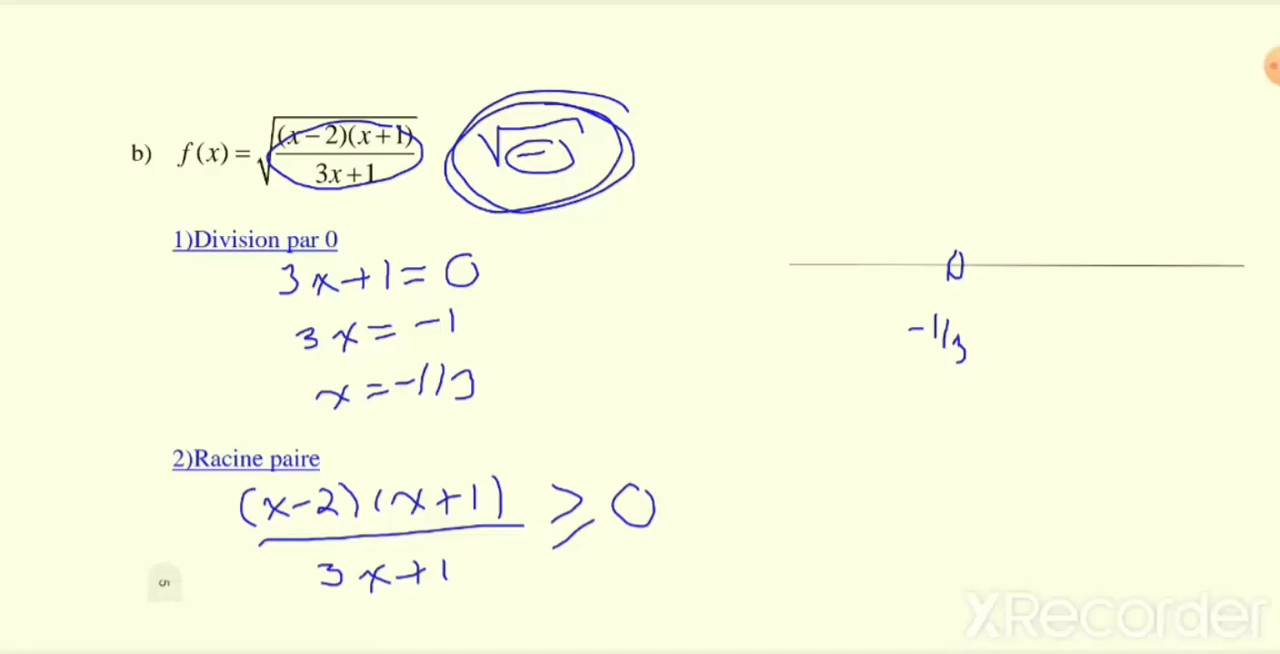 b) f(x) = √((x−2)(x+1)/(3x+1)) √(−)
1)Division par 0
3x+1=0
3x=-1
x=-1/3
0
-1/3
2)Racine paire
(x-2)(x+1) ≥ 0
3x+1
5
XRecorder